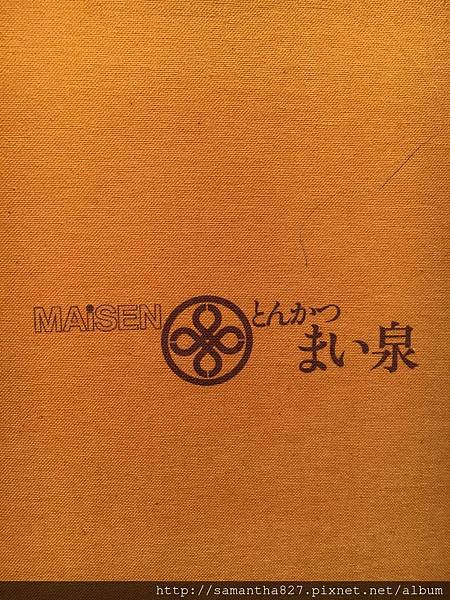 MAiSEN
とんかつ
まい泉
http://samantha827.pixnet.net/album